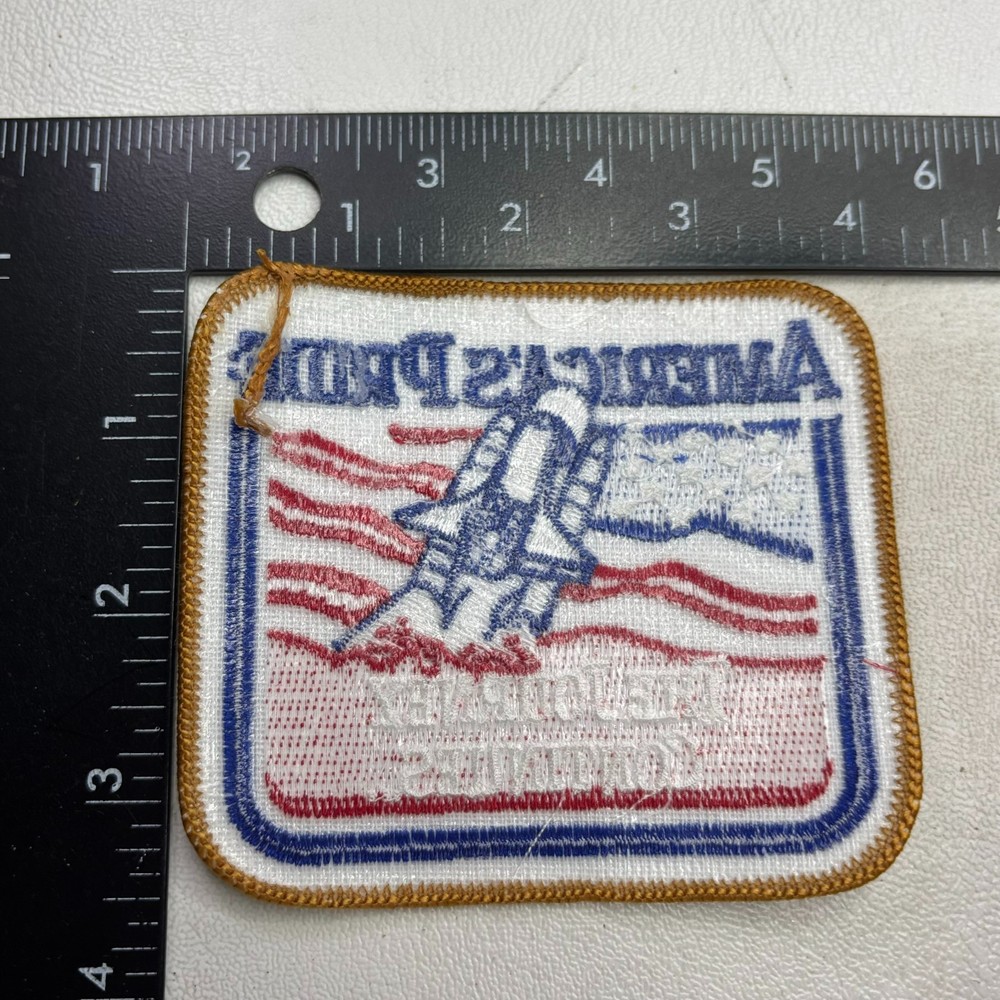 1 2 3 4 5 6
1 2 3 4
1
2
3
4
AMERICA'S PRIDE
THE JOURNEY
CONTINUES